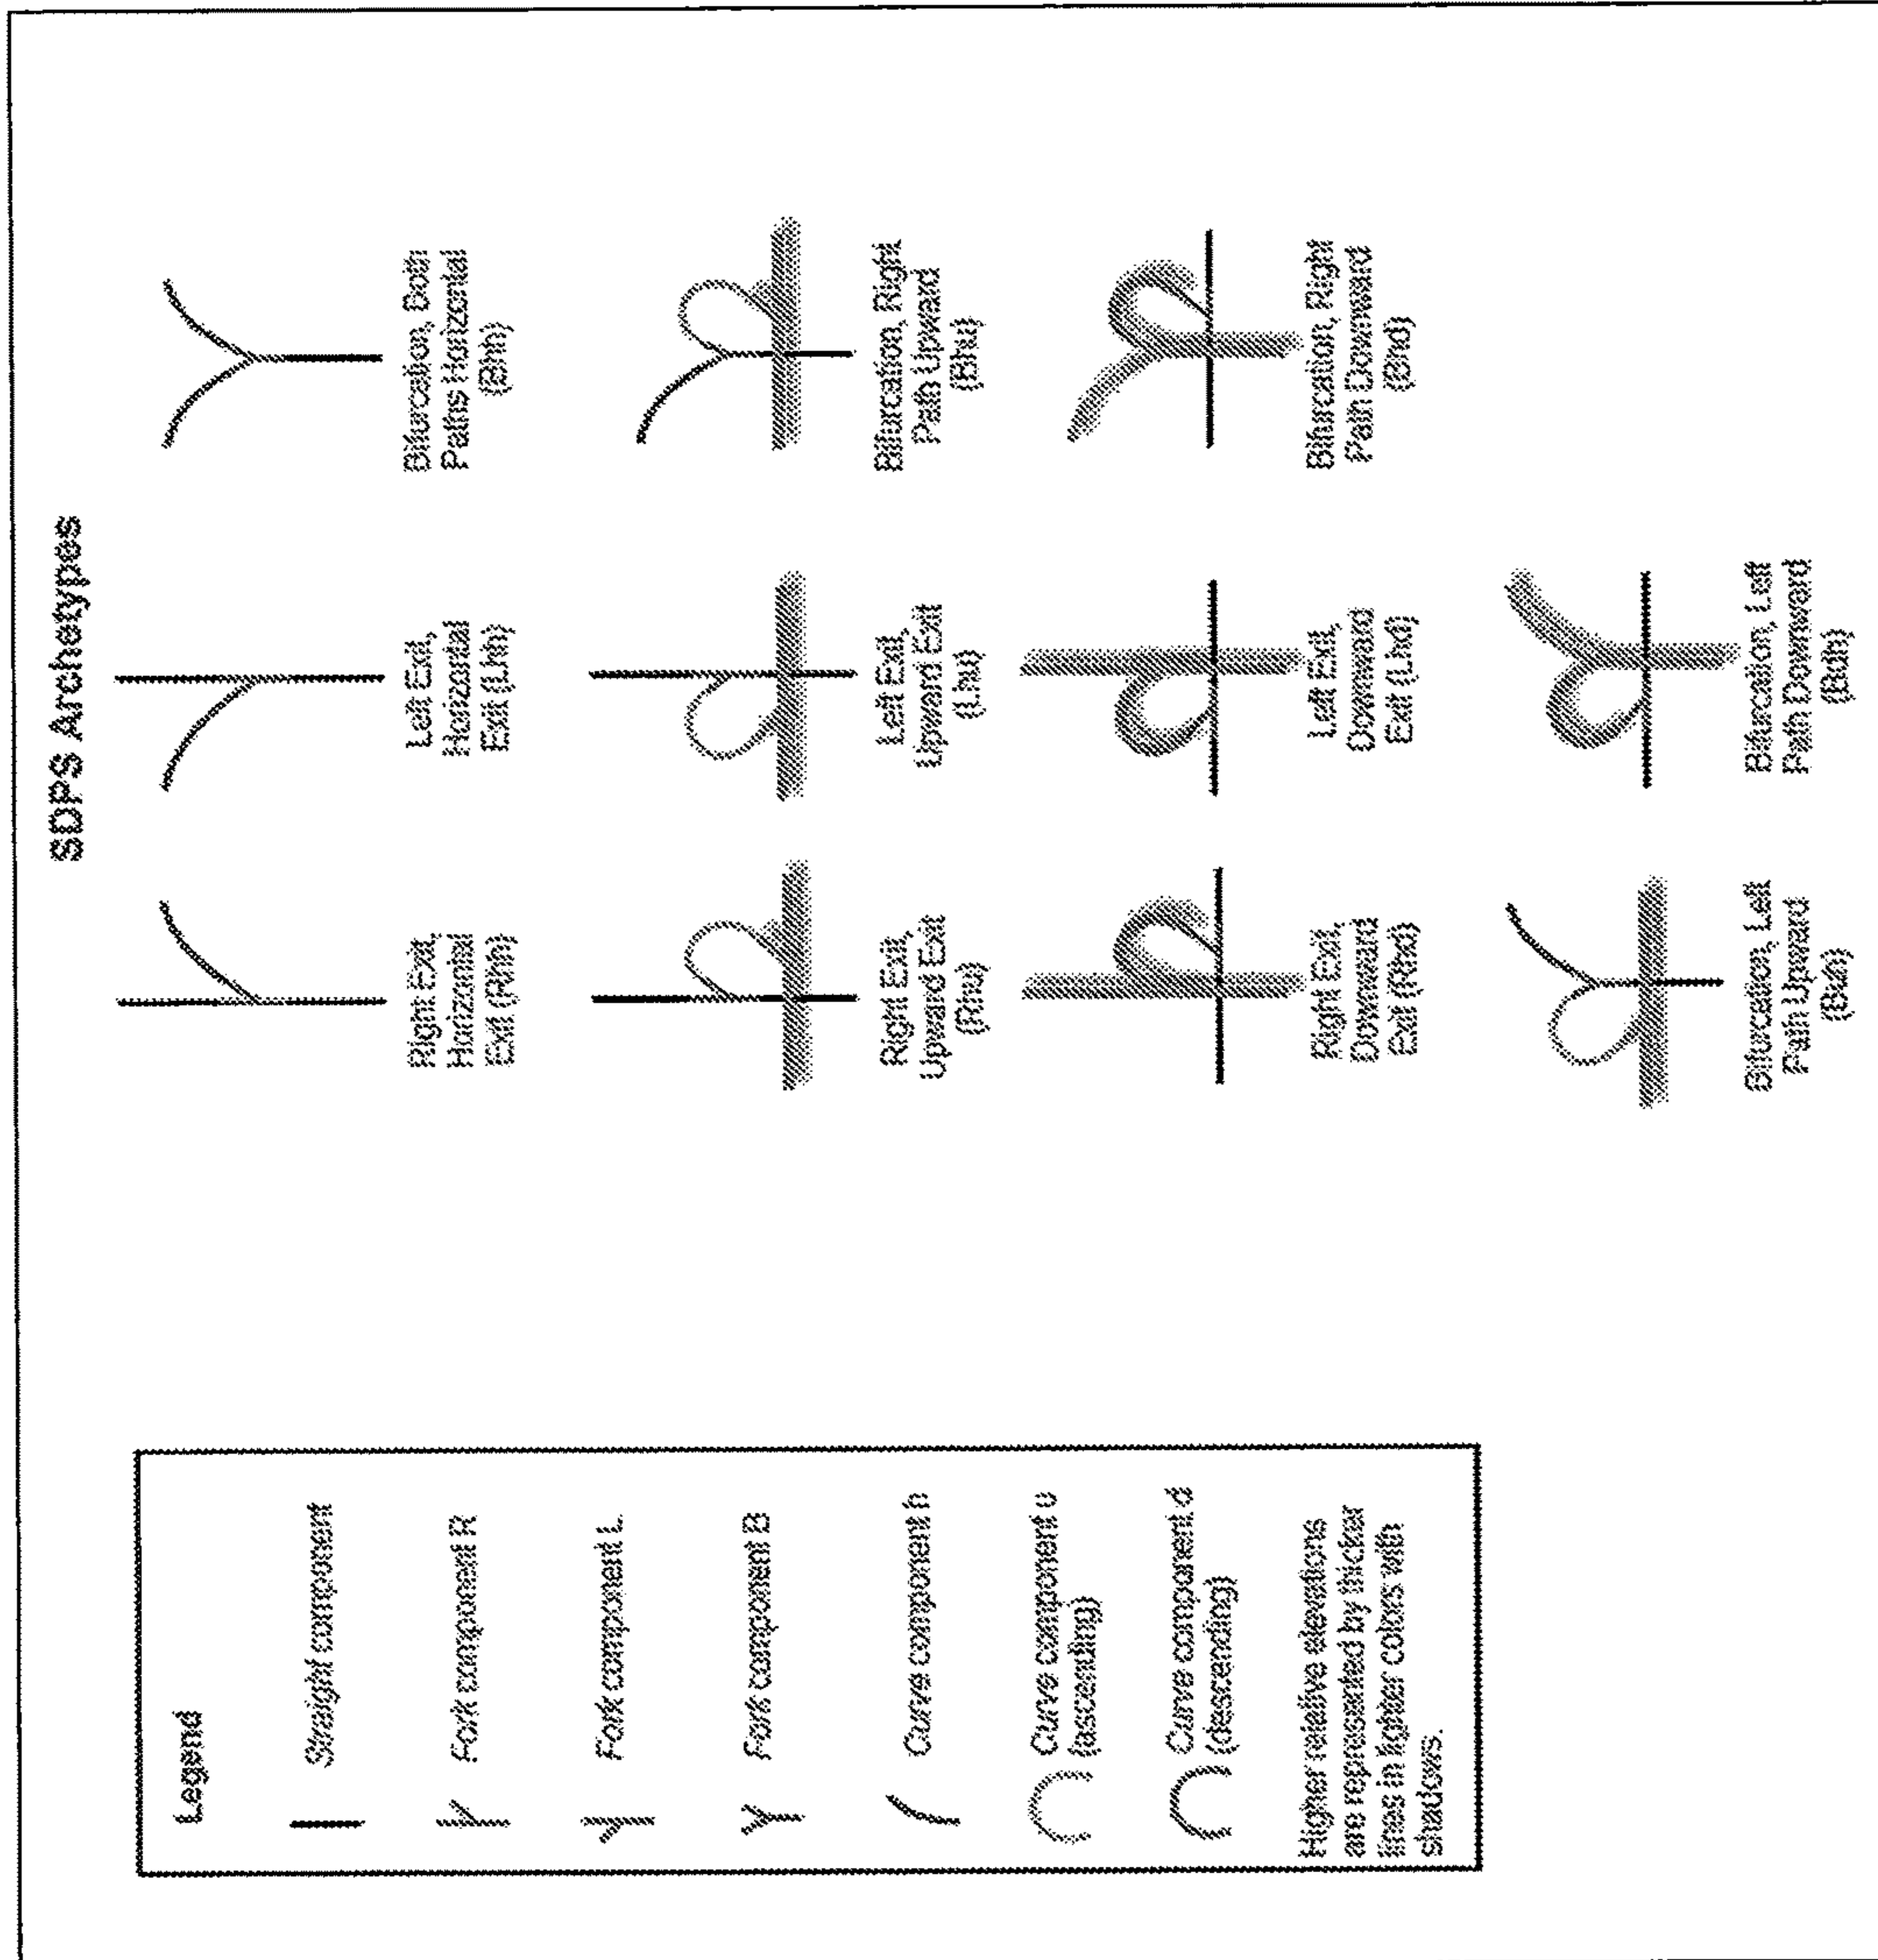 SDPS Archetypes
Legend
Straight component
Fork component R
Fork component L
Fork component B
Curve component h
Curve component u
(ascending)
Curve component d
(descending)
Higher relative elevations
are represented by thicker
lines in lighter colors with
shadows.
Right Exit,
Horizontal
Exit (Rhh)
Left Exit,
Horizontal
Exit (Lhh)
Bifurcation, Both
Paths Horizontal
(Bhh)
Right Exit,
Upward Exit
(Rhu)
Left Exit,
Upward Exit
(Lhu)
Bifurcation, Right
Path Upward
(Bhu)
Right Exit,
Downward
Exit (Rhd)
Left Exit,
Downward
Exit (Lhd)
Bifurcation, Right
Path Downward
(Bhd)
Bifurcation, Left
Path Upward
(Buh)
Bifurcation, Left
Path Downward
(Bdh)